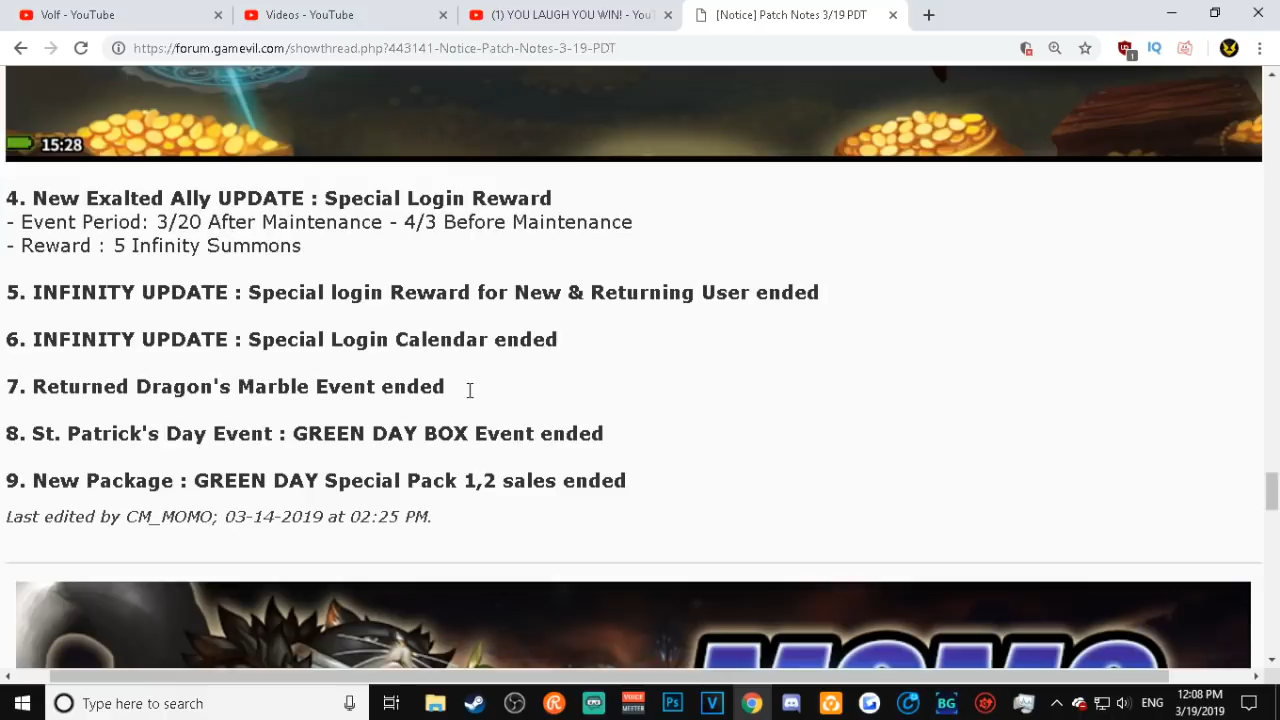 Volf - YouTube
Videos - YouTube
(1) YOU LAUGH YOU WIN! - You
[Notice] Patch Notes 3/19 PDT
https://forum.gamevil.com/showthread.php?443141-Notice-Patch-Notes-3-19-PDT
1
IQ
15:28
4. New Exalted Ally UPDATE : Special Login Reward
- Event Period: 3/20 After Maintenance - 4/3 Before Maintenance
- Reward : 5 Infinity Summons
5. INFINITY UPDATE : Special login Reward for New & Returning User ended
6. INFINITY UPDATE : Special Login Calendar ended
7. Returned Dragon's Marble Event ended
8. St. Patrick's Day Event : GREEN DAY BOX Event ended
9. New Package : GREEN DAY Special Pack 1,2 sales ended
Last edited by CM_MOMO; 03-14-2019 at 02:25 PM.
MOMO
Type here to search
VOICE MEETER
Ps
V
BG
ENG
12:08 PM
3/19/2019